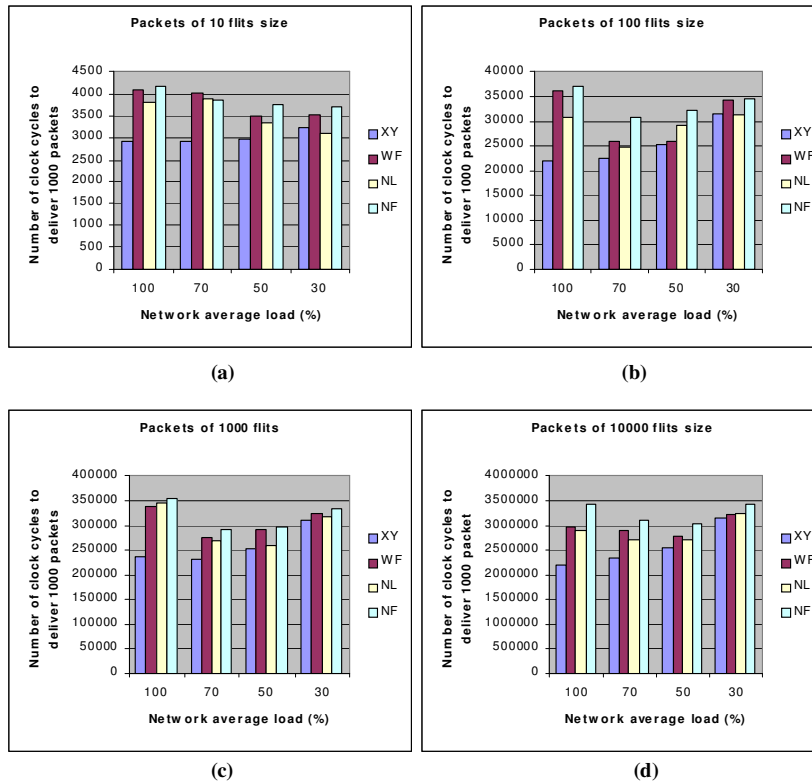 Packets of 10 flits size
Number of clock cycles to
deliver 1000 packets
4500
4000
3500
3000
2500
2000
1500
1000
500
0
100 70 50 30
Network average load (%)
XY
WF
NL
NF
(a)
Packets of 100 flits size
Number of clock cycles to
deliver 1000 packets
40000
35000
30000
25000
20000
15000
10000
5000
0
100 70 50 30
Network average load (%)
XY
WF
NL
NF
(b)
Packets of 1000 flits
Number of clock cycles to
deliver 1000 packets
400000
350000
300000
250000
200000
150000
100000
50000
0
100 70 50 30
Network average load (%)
XY
WF
NL
NF
(c)
Packets of 10000 flits size
Number of clock cycles to
deliver 1000 packet
4000000
3500000
3000000
2500000
2000000
1500000
1000000
500000
0
100 70 50 30
Network average load (%)
XY
WF
NL
NF
(d)